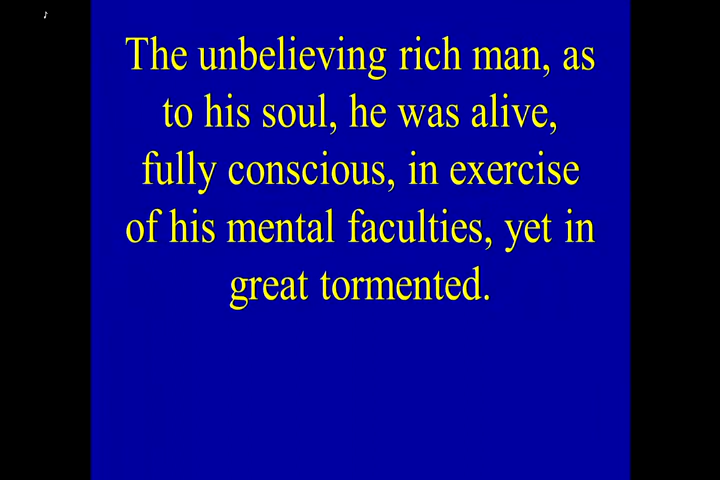 ♪
The unbelieving rich man, as
to his soul, he was alive,
fully conscious, in exercise
of his mental faculties, yet in
great tormented.